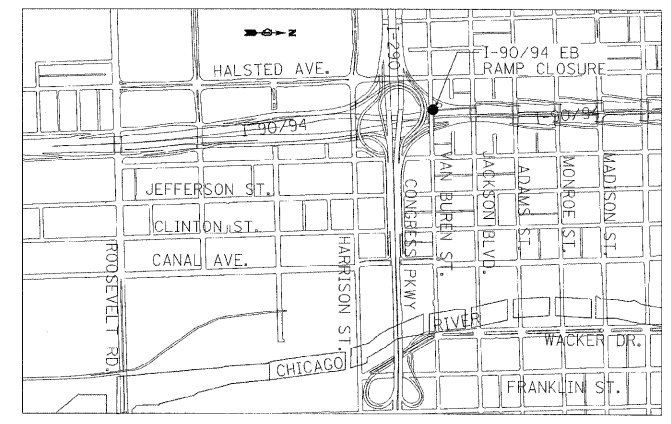 N
I-290
I-90/94 EB
RAMP CLOSURE
HALSTED AVE.
I-90/94
I-90/94
JEFFERSON ST.
CLINTON ST.
CANAL AVE.
ROOSEVELT RD.
HARRISON ST.
CONGRESS PKWY
VAN BUREN ST.
JACKSON BLVD.
ADAMS ST.
MONROE ST.
MADISON ST.
CHICAGO
RIVER
WACKER DR.
FRANKLIN ST.